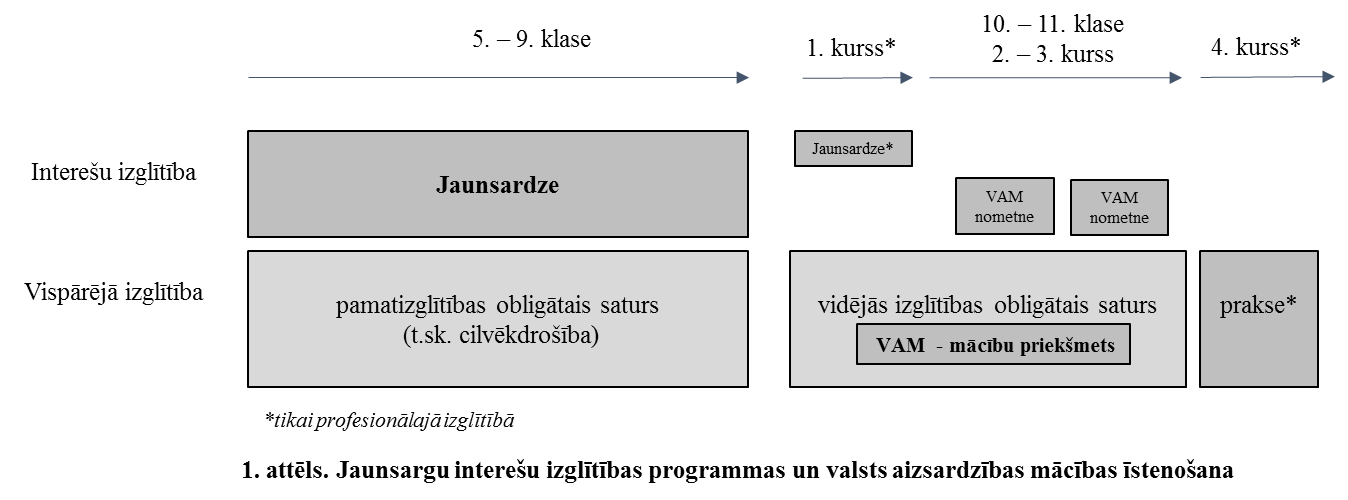 5. – 9. klase
1. kurss*
10. – 11. klase
2. – 3. kurss
4. kurss*
Interešu izglītība
Jaunsardze
Jaunsardze*
VAM
nometne
VAM
nometne
Vispārējā izglītība
pamatizglītības obligātais saturs
(t.sk. cilvēkdrošība)
vidējās izglītības obligātais saturs
VAM - mācību priekšmets
prakse*
*tikai profesionālajā izglītībā
1. attēls. Jaunsargu interešu izglītības programmas un valsts aizsardzības mācības īstenošana